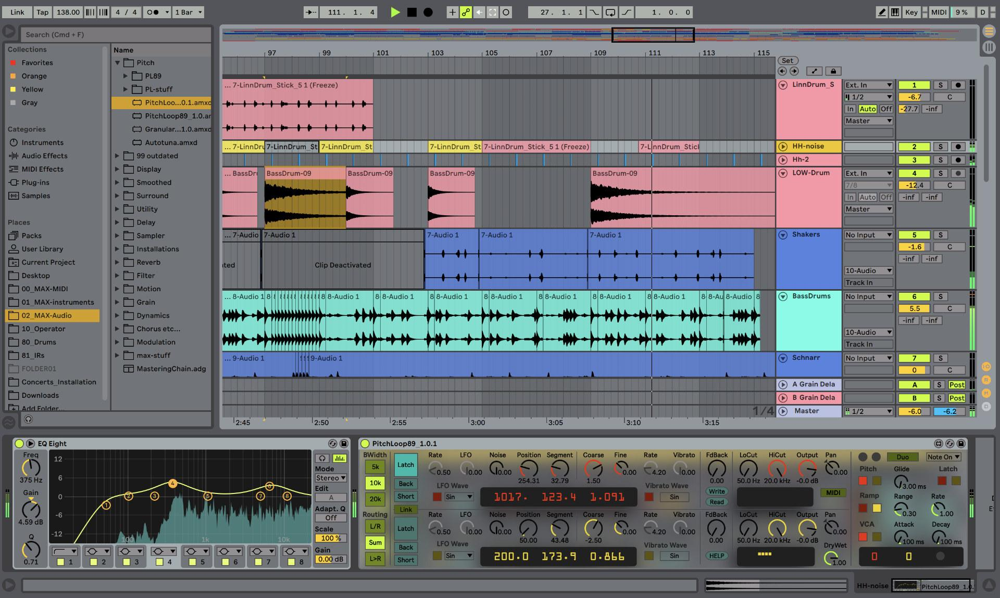 Link Tap 138.00 4 / 4 1 Bar 111. 1. 4 27. 1. 1 1. 0. 0 Key MIDI 9 % D
Search (Cmd + F)
Collections
Favorites
Orange
Yellow
Gray
Categories
Instruments
Audio Effects
MIDI Effects
Plug-ins
Samples
Places
Packs
User Library
Current Project
Desktop
00_MAX-MIDI
01_MAX-instruments
02_MAX-Audio
10_Operator
80_Drums
81_IRs
FOLDER01
Concerts_Installation
Downloads
Add Folder...
Name
Pitch
PL89
PL-stuff
PitchLoo...0.1.amxd
PitchLoop89_1.0.am
Granular...1.0.amxd
Autotuna.amxd
99 outdated
Display
Smoothed
Surround
Utility
Delay
Sampler
Installations
Reverb
Filter
Motion
Grain
Dynamics
Chorus etc...
Modulation
max-stuff
MasteringChain.adg
97 99 101 103 105 107 109 111 113 115
Set
... 7-LinnDrum_Stick_5 1 (Freeze)
LinnDrum_S Ext. In 1 S
1/2 -6.7 C
In Auto Off -27.7 -inf
Master
7-LinnDru 7-LinnDrum_St 7-LinnDrum_St 7-LinnDrum_St 7-LinnDrum_Stick_5 1 (Freeze) 7-LinnDrum_Stick
HH-noise 2 S
Hh-2 3 S
... BassDru BassDrum-09 BassDrum-09 BassDrum-09 BassDrum-09
LOW-Drum Ext. In 4 S
7/8 -12.4 C
In Auto Off -inf -inf
Master
... 7-Audio 7-Audio 1 7-Audio 1 7-Audio 1 7-Audio 1
Shakers No Input 5 S
-1.6 C
-inf -inf
ated Clip Deactivated
10-Audio
Track In
... 8-Audio 1 8 8-Audio 1 8 8-Audio 1 8 8-Audio 1 8 8-Audio 1 8 8-Audio 1 8 8-Audio 1 8 8-Audio 1 8 8-Au 8-Audio 8
BassDrums No Input 6 S
5.5 C
-inf -inf
10-Audio
Track In
... 9-Audio 1 9-Audio 1
Schnarr No Input 7 S
0 C
A Grain Dela A S Post
B Grain Dela B S Post
1/4 Master 1/2 -6.0 -6.2
I-O
R
M
D
2:45 2:50 2:55 3:00 3:05 3:10 3:15
EQ Eight
Freq
375 Hz
Gain
4.59 dB
Q
0.71
12
6
0
-6
-12
1 2 3 4 5 6 7 8
100 1k 10k
1 2 3 4 5 6 7 8
Mode
Stereo
Edit
A
Adapt. Q
Off
Scale
100 %
Gain
0.00 dB
PitchLoop89_1.0.1
BWidth
5k
10k
20k
Routing
L/R
Sum
L>R
Latch
Back
Short
Link
Latch
Back
Short
Rate LFO Noise Position Segment Coarse Fine Rate Vibrato FdBack LoCut HiCut Output Pan
0.50 0.00 0.00 254.31 32.79 1.50 0.00 4.20 0.00 0.00 50.0 Hz 20.0 kHz -0.0 dB 0.00
LFO Wave Vibrato Wave Write MIDI
Sin 1017. 123.4 1.091 Sin Read
Rate LFO Noise Position Segment Coarse Fine Rate Vibrato FdBack LoCut HiCut Output Pan
0.50 0.00 0.00 50.00 43.48 -2.50 0.00 4.20 0.00 0.00 50.0 Hz 20.0 kHz -0.0 dB 0.00
LFO Wave Vibrato Wave DryWet
Sin 200.0 173.9 0.866 Sin HELP 1.00
Duo Note On
Pitch Glide Latch
3.00 ms
Ramp Range Rate
0.30 1.00
VCA Attack Decay
100 ms 100 ms
0 0
HH-noise PitchLoop89_1.0.